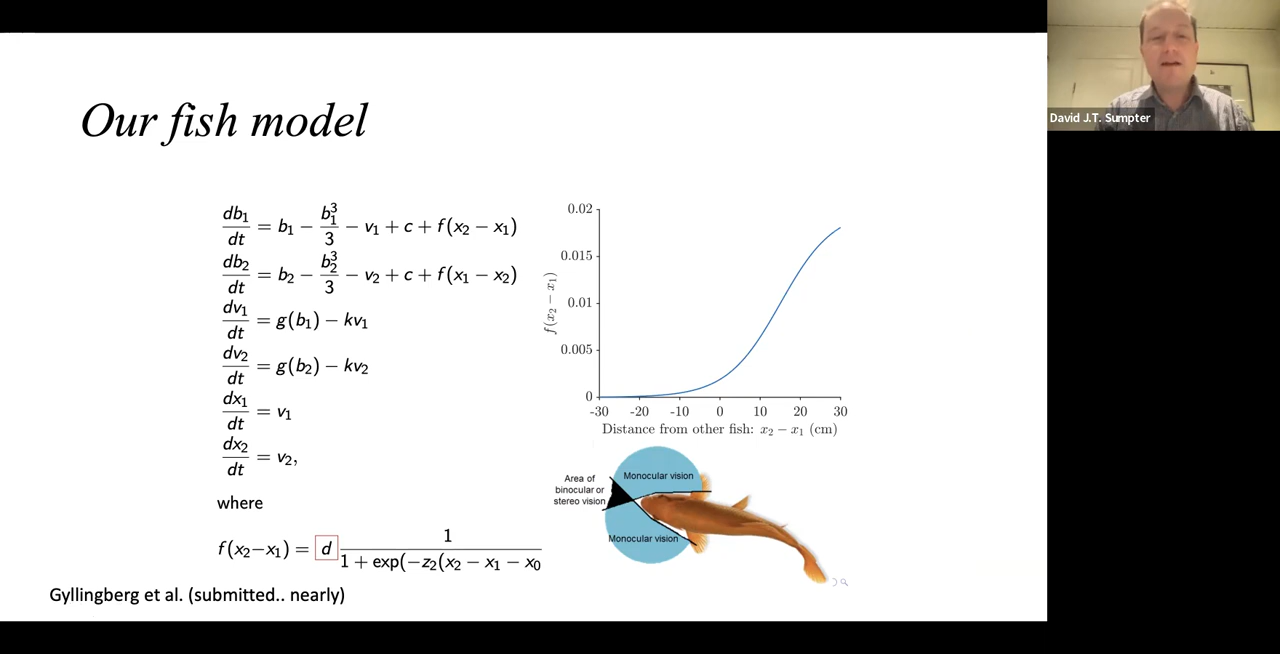 Our fish model
David J.T. Sumpter
db₁/dt = b₁ − b₁³/3 − v₁ + c + f(x₂ − x₁)
db₂/dt = b₂ − b₂³/3 − v₂ + c + f(x₁ − x₂)
dv₁/dt = g(b₁) − kv₁
dv₂/dt = g(b₂) − kv₂
dx₁/dt = v₁
dx₂/dt = v₂,
where
f(x₂−x₁) = d 1/1 + exp(−z₂(x₂ − x₁ − x₀
Gyllingberg et al. (submitted.. nearly)
f(x₂ − x₁)
0.02
0.015
0.01
0.005
0
-30 -20 -10 0 10 20 30
Distance from other fish: x₂ − x₁ (cm)
Area of
binocular or
stereo vision
Monocular vision
Monocular vision